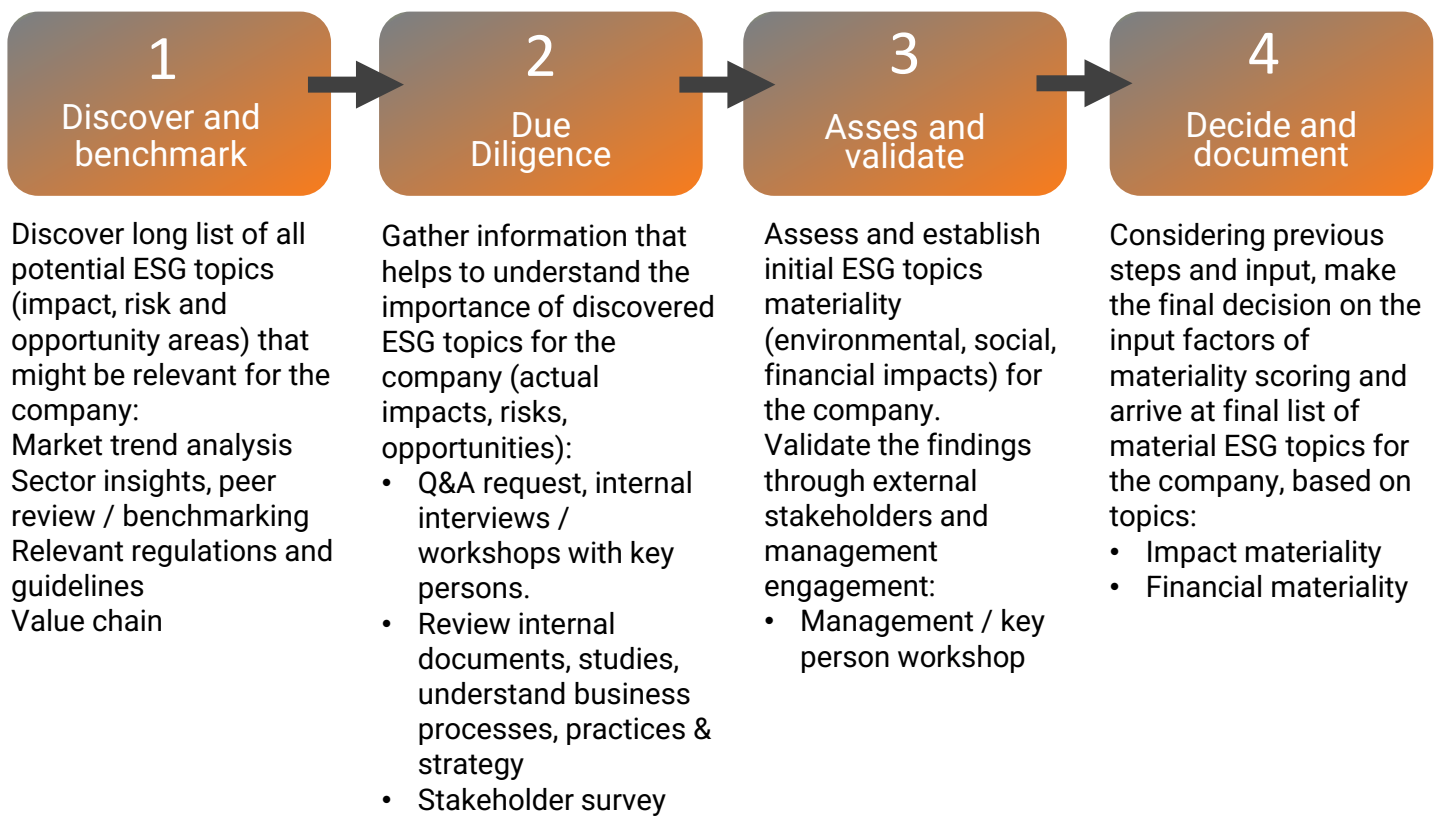 1
Discover and
benchmark
Discover long list of all
potential ESG topics
(impact, risk and
opportunity areas) that
might be relevant for the
company:
Market trend analysis
Sector insights, peer
review / benchmarking
Relevant regulations and
guidelines
Value chain
2
Due
Diligence
Gather information that
helps to understand the
importance of discovered
ESG topics for the
company (actual
impacts, risks,
opportunities):
• Q&A request, internal
interviews /
workshops with key
persons.
• Review internal
documents, studies,
understand business
processes, practices &
strategy
• Stakeholder survey
3
Asses and
validate
Assess and establish
initial ESG topics
materiality
(environmental, social,
financial impacts) for
the company.
Validate the findings
through external
stakeholders and
management
engagement:
• Management / key
person workshop
4
Decide and
document
Considering previous
steps and input, make
the final decision on the
input factors of
materiality scoring and
arrive at final list of
material ESG topics for
the company, based on
topics:
• Impact materiality
• Financial materiality